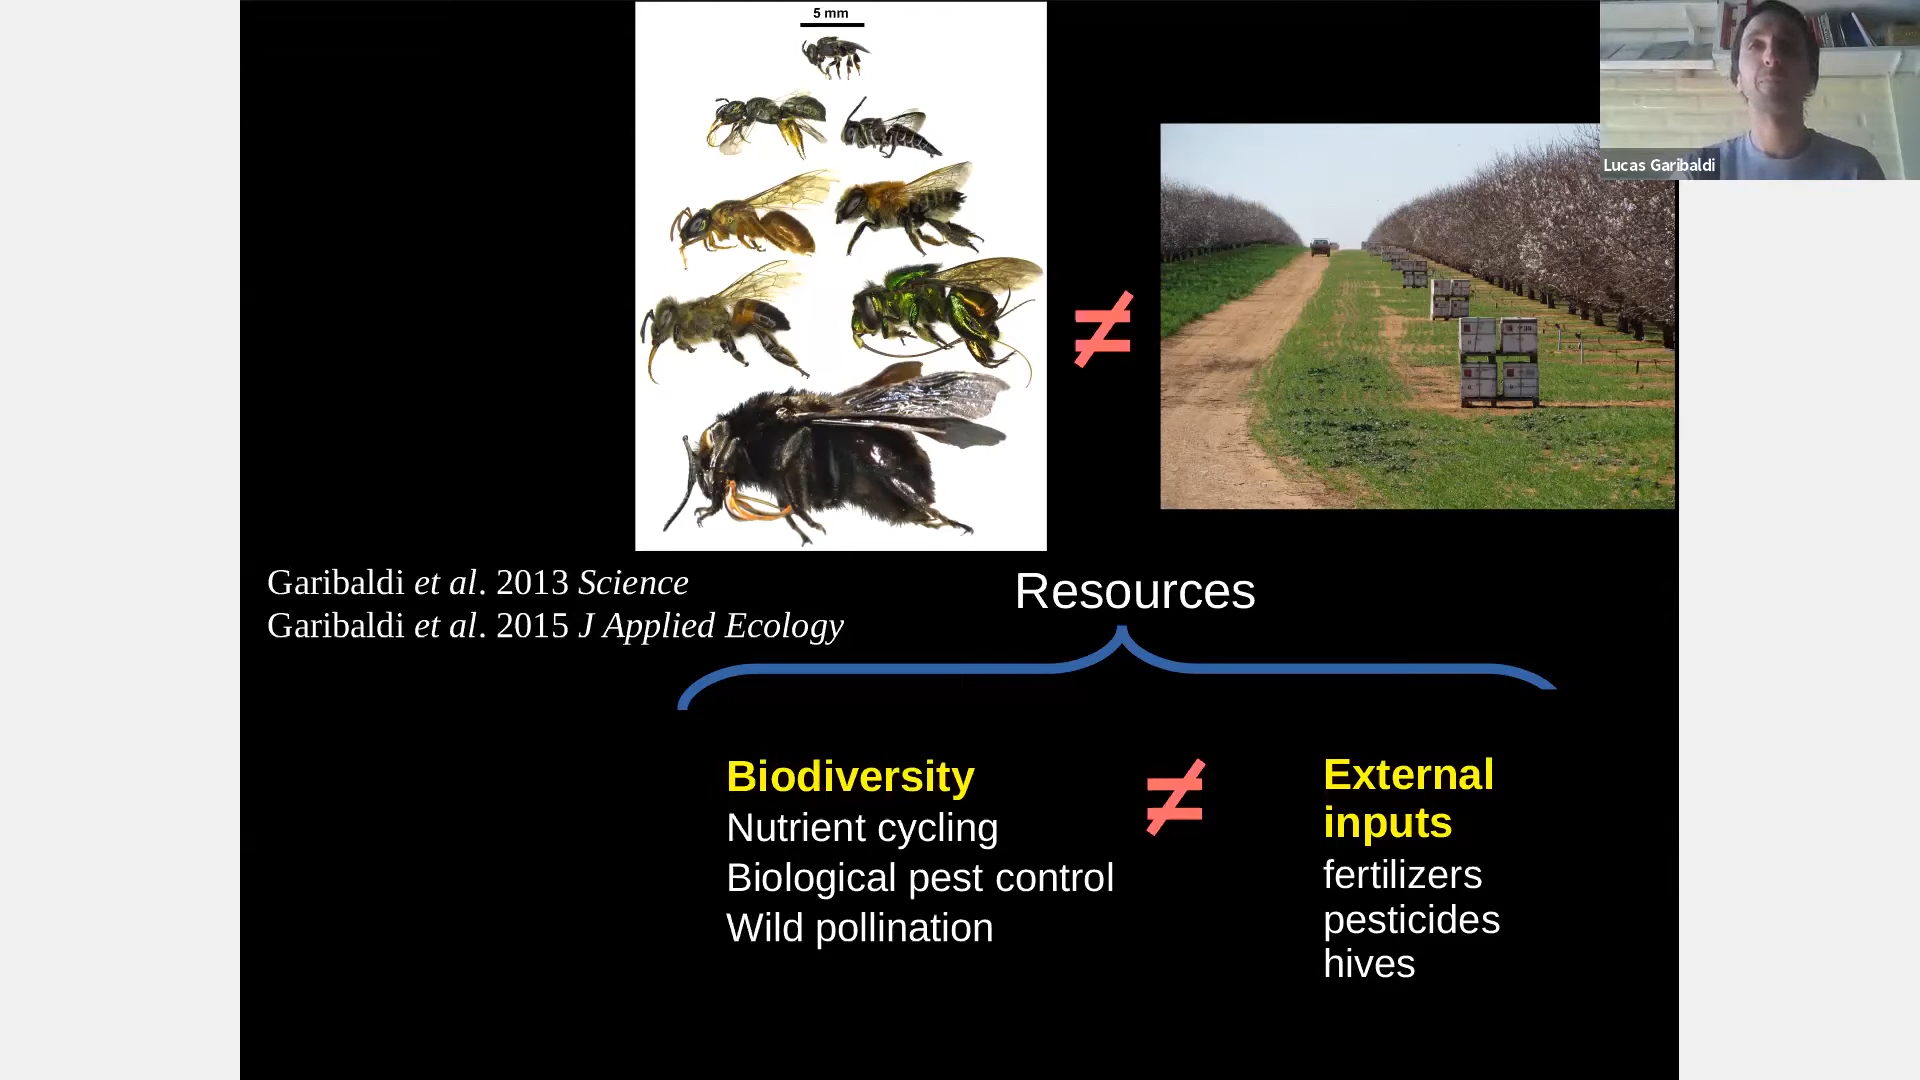 5 mm
Lucas Garibaldi
≠
Garibaldi et al. 2013 Science
Garibaldi et al. 2015 J Applied Ecology
Resources
Biodiversity
Nutrient cycling
Biological pest control
Wild pollination
≠
External
inputs
fertilizers
pesticides
hives